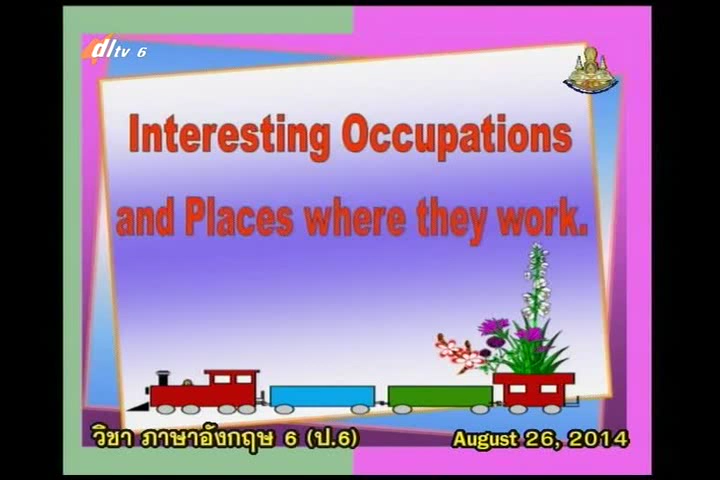 dltv 6
Interesting Occupations
and Places where they work.
วิชา ภาษาอังกฤษ 6 (ป.6)
August 26, 2014